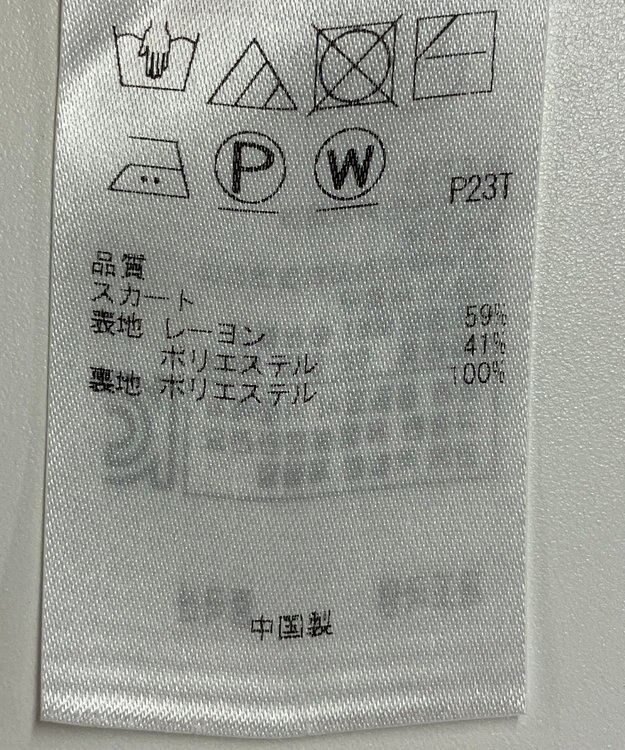 P W P23T
品質
スカート
表地 レーヨン 59%
ポリエステル 41%
裏地 ポリエステル 100%
中国製